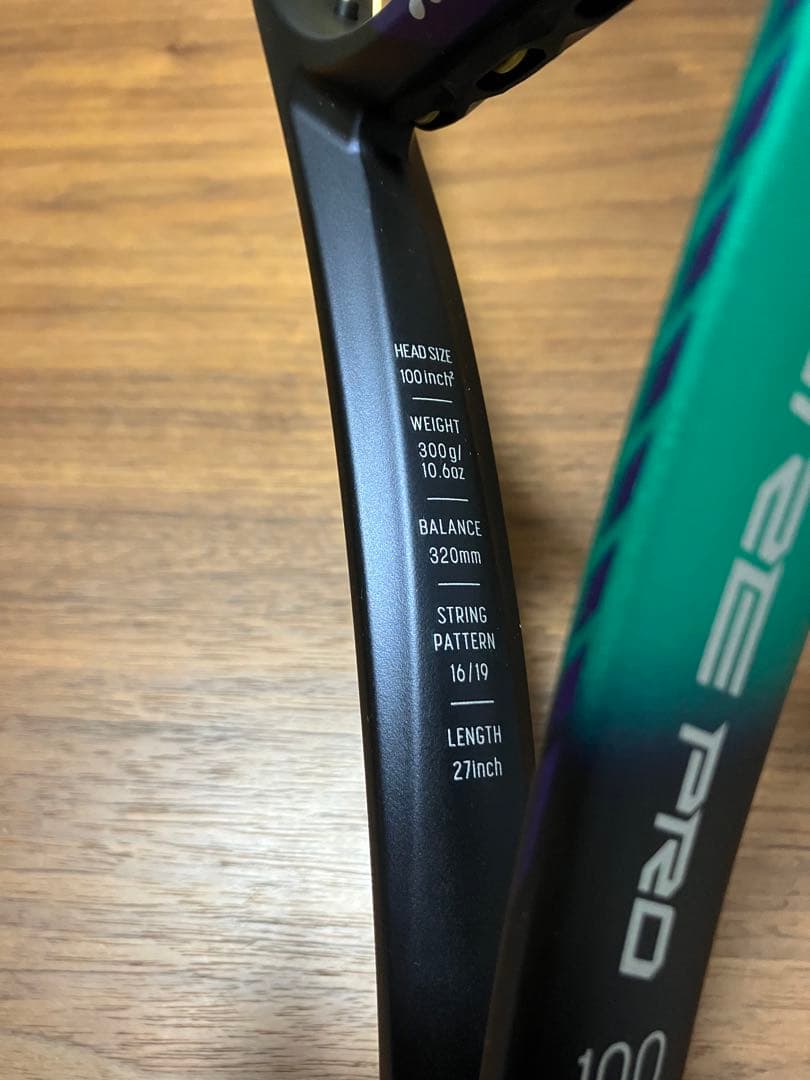 HEAD SIZE
100inch²
WEIGHT
300g/
10.6oz
BALANCE
320mm
STRING
PATTERN
16/19
LENGTH
27inch
PRO
100